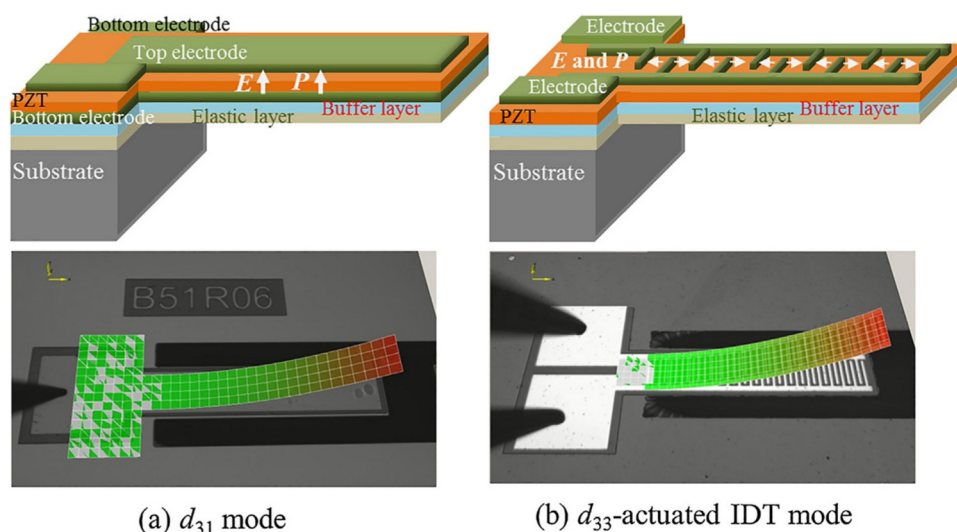 Bottom electrode
Top electrode
E P
PZT
Bottom electrode
Elastic layer
Buffer layer
Substrate
Electrode
E and P
Electrode
PZT
Elastic layer
Buffer layer
Substrate
B51R06
(a) d31 mode
(b) d33-actuated IDT mode